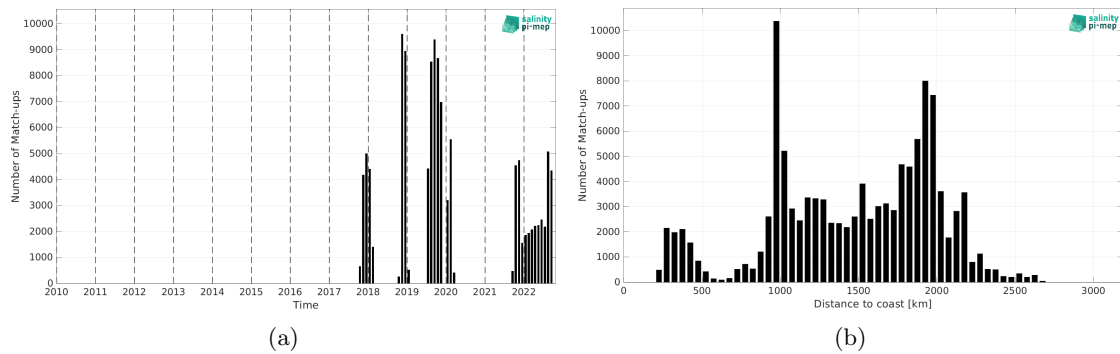 salinity
pi-mep
10000
9000
8000
7000
6000
5000
4000
3000
2000
1000
0
Number of Match-ups
2010 2011 2012 2013 2014 2015 2016 2017 2018 2019 2020 2021 2022
Time
(a)
salinity
pi-mep
10000
9000
8000
7000
6000
5000
4000
3000
2000
1000
0
Number of Match-ups
0 500 1000 1500 2000 2500 3000
Distance to coast [km]
(b)